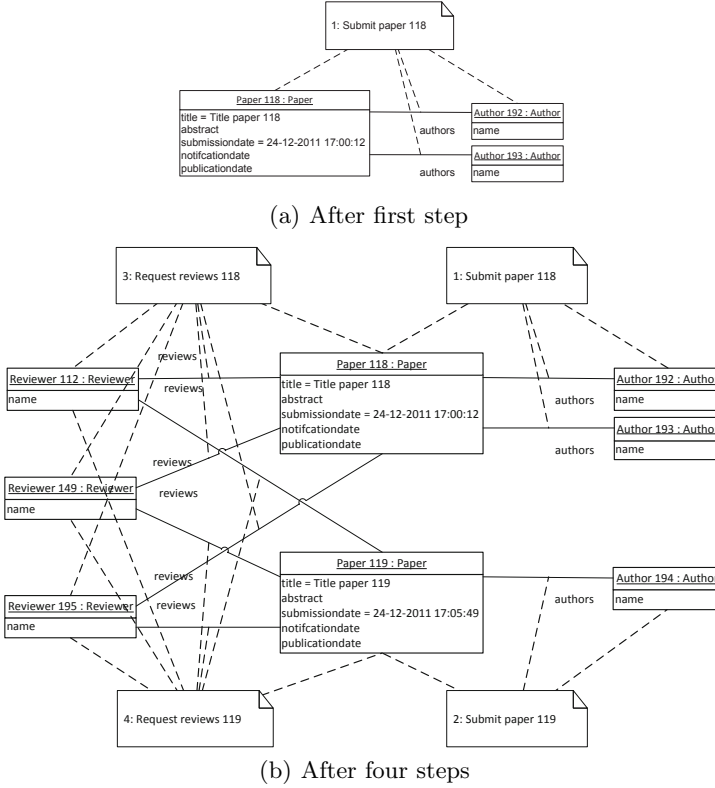 1: Submit paper 118
Paper 118 : Paper
title = Title paper 118
abstract
submissiondate = 24-12-2011 17:00:12
notifcationdate
publicationdate
authors
authors
Author 192 : Author
name
Author 193 : Author
name
(a) After first step
3: Request reviews 118
1: Submit paper 118
reviews
reviews
Reviewer 112 : Reviewer
name
Paper 118 : Paper
title = Title paper 118
abstract
submissiondate = 24-12-2011 17:00:12
notifcationdate
publicationdate
authors
authors
Author 192 : Autho
name
Author 193 : Autho
name
reviews
reviews
Reviewer 149 : Reviewer
name
reviews
reviews
Reviewer 195 : Reviewer
name
Paper 119 : Paper
title = Title paper 119
abstract
submissiondate = 24-12-2011 17:05:49
notifcationdate
publicationdate
authors
Author 194 : Autho
name
4: Request reviews 119
2: Submit paper 119
(b) After four steps